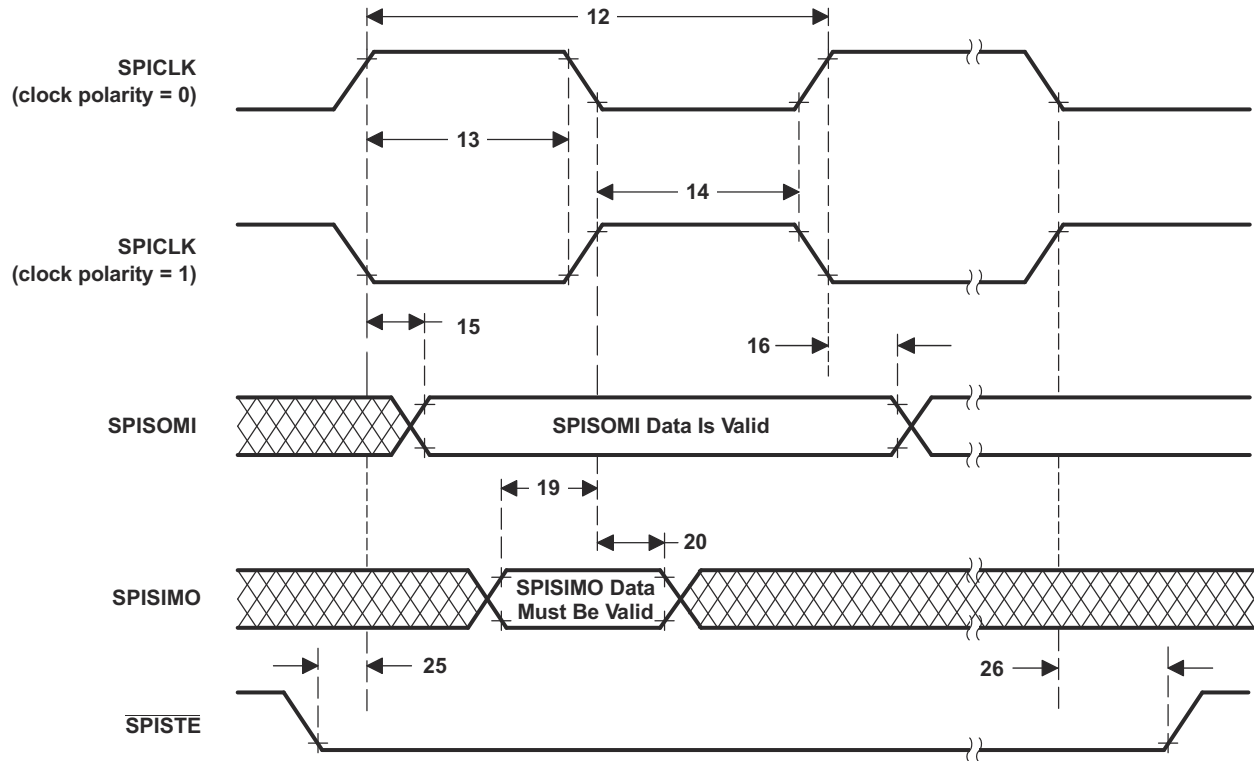 12
SPICLK
(clock polarity = 0)
13
14
SPICLK
(clock polarity = 1)
15
16
SPISOMI
SPISOMI Data Is Valid
19
20
SPISIMO
SPISIMO Data
Must Be Valid
25
26
SPISTE